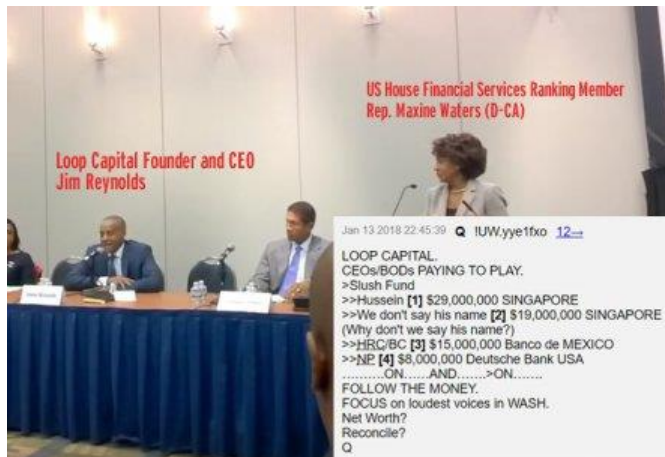 US House Financial Services Ranking Member
Rep. Maxine Waters (D-CA)
Loop Capital Founder and CEO
Jim Reynolds
Jan 13 2018 22:45:39 Q !UW.yye1fxo 12→
LOOP CAPITAL.
CEOs/BODs PAYING TO PLAY.
>Slush Fund
>>Hussein [1] $29,000,000 SINGAPORE
>>We don't say his name [2] $19,000,000 SINGAPORE
(Why don't we say his name?)
>>HRC/BC [3] $15,000,000 Banco de MEXICO
>>NP [4] $8,000,000 Deutsche Bank USA
..........ON......AND.......>ON.......
FOLLOW THE MONEY.
FOCUS on loudest voices in WASH.
Net Worth?
Reconcile?
Q